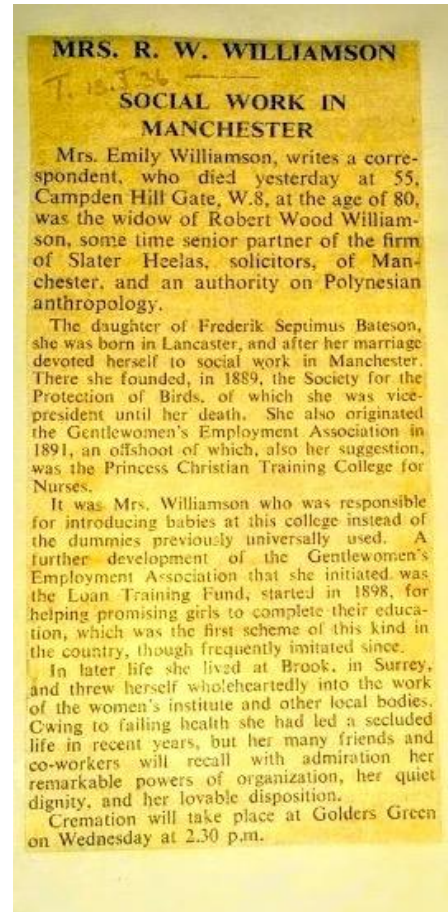 MRS. R. W. WILLIAMSON
T. 13.J.36
SOCIAL WORK IN
MANCHESTER
Mrs. Emily Williamson, writes a corre-
spondent, who died yesterday at 55,
Campden Hill Gate, W.8, at the age of 80,
was the widow of Robert Wood William-
son, some time senior partner of the firm
of Slater Heelas, solicitors, of Man-
chester, and an authority on Polynesian
anthropology.
The daughter of Frederik Septimus Bateson,
she was born in Lancaster, and after her marriage
devoted herself to social work in Manchester.
There she founded, in 1889, the Society for the
Protection of Birds, of which she was vice-
president until her death. She also originated
the Gentlewomen's Employment Association in
1891, an offshoot of which, also her suggestion,
was the Princess Christian Training College for
Nurses.
It was Mrs. Williamson who was responsible
for introducing babies at this college instead of
the dummies previously universally used. A
further development of the Gentlewomen's
Employment Association that she initiated was
the Loan Training Fund, started in 1898, for
helping promising girls to complete their educa-
tion, which was the first scheme of this kind in
the country, though frequently imitated since.
In later life she lived at Brook, in Surrey,
and threw herself wholeheartedly into the work
of the women's institute and other local bodies.
Owing to failing health she had led a secluded
life in recent years, but her many friends and
co-workers will recall with admiration her
remarkable powers of organization, her quiet
dignity, and her lovable disposition.
Cremation will take place at Golders Green
on Wednesday at 2.30 p.m.